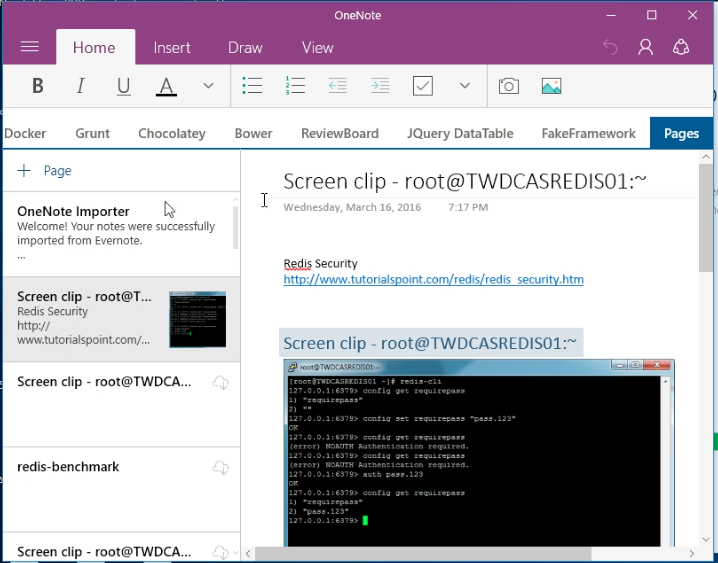 OneNote
Home Insert Draw View
B I U A
Docker Grunt Chocolatey Bower ReviewBoard JQuery DataTable FakeFramework Pages
+ Page
OneNote Importer
Welcome! Your notes were successfully
imported from Evernote.
...
Screen clip - root@T...
Redis Security
http://
www.tutorialspoint.com/...
Screen clip - root@TWDCA...
redis-benchmark
Screen clip - root@TWDCA...
Screen clip - root@TWDCASREDIS01:~
Wednesday, March 16, 2016 7:17 PM
Redis Security
http://www.tutorialspoint.com/redis/redis_security.htm
Screen clip - root@TWDCASREDIS01:~
root@TWDCASREDIS01:~
[root@TWDCASREDIS01 ~]# redis-cli
127.0.0.1:6379> config get requirepass
1) "requirepass"
2) ""
127.0.0.1:6379> config set requirepass "pass.123"
OK
127.0.0.1:6379> config get requirepass
(error) NOAUTH Authentication required.
127.0.0.1:6379> config get requirepass
(error) NOAUTH Authentication required.
127.0.0.1:6379> auth pass.123
OK
127.0.0.1:6379> config get requirepass
1) "requirepass"
2) "pass.123"
127.0.0.1:6379>